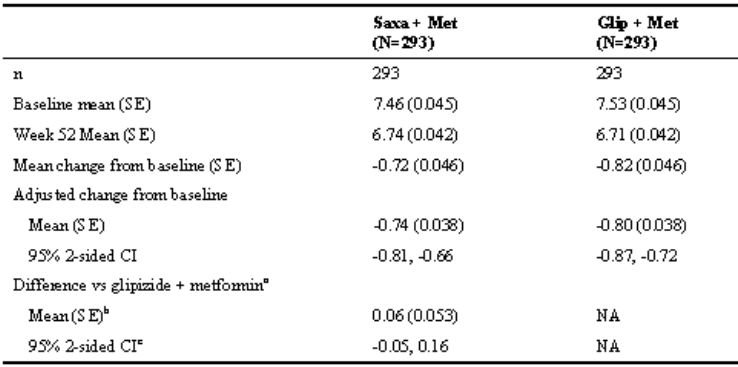 Saxa + Met Glip + Met
(N=293) (N=293)
n 293 293
Baseline mean (SE) 7.46 (0.045) 7.53 (0.045)
Week 52 Mean (SE) 6.74 (0.042) 6.71 (0.042)
Mean change from baseline (SE) -0.72 (0.046) -0.82 (0.046)
Adjusted change from baseline
Mean (SE) -0.74 (0.038) -0.80 (0.038)
95% 2-sided CI -0.81, -0.66 -0.87, -0.72
Difference vs glipizide + metformin^a
Mean (SE)^b 0.06 (0.053) NA
95% 2-sided CI^c -0.05, 0.16 NA